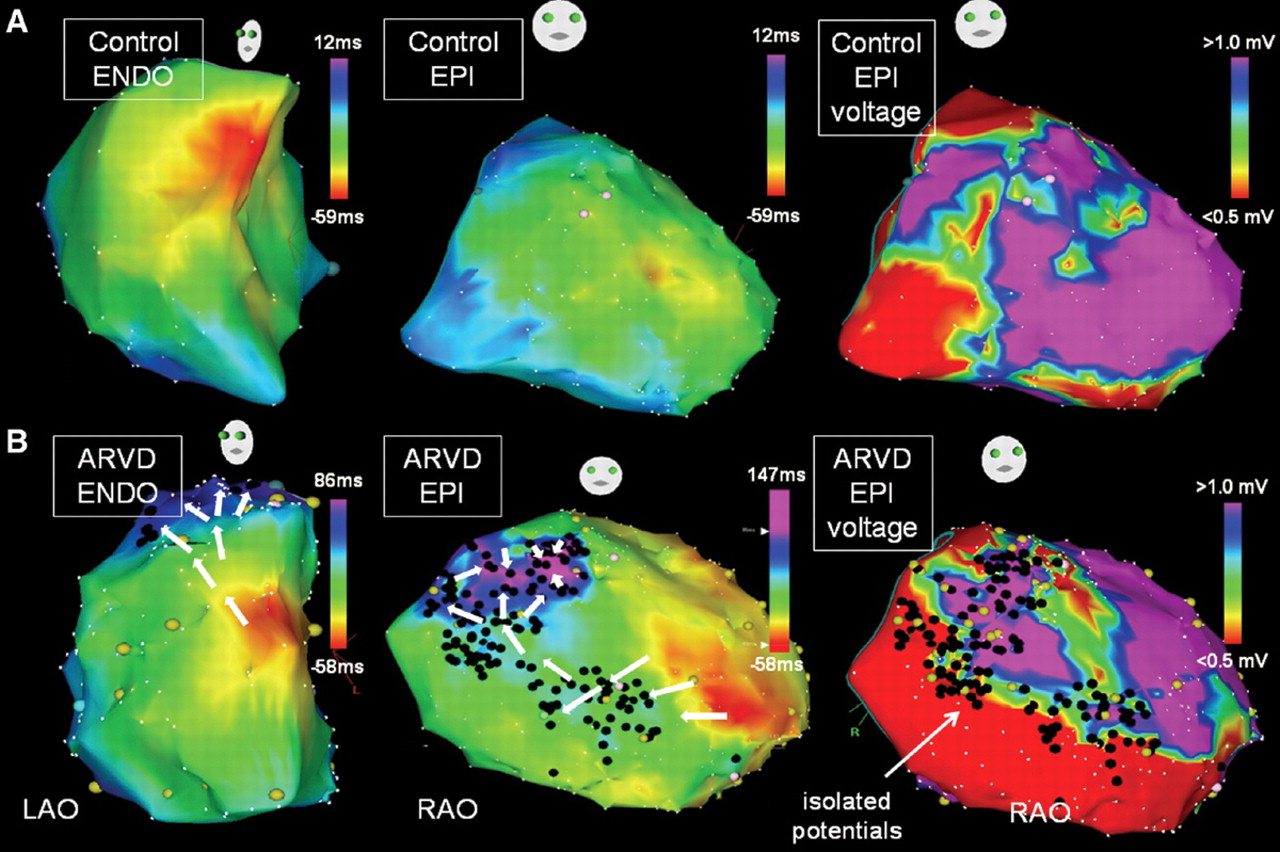 A
Control
ENDO
12ms
-59ms
Control
EPI
12ms
-59ms
Control
EPI
voltage
>1.0 mV
<0.5 mV
B
ARVD
ENDO
86ms
-58ms
L
LAO
ARVD
EPI
147ms
-58ms
RAO
ARVD
EPI
voltage
>1.0 mV
<0.5 mV
R
isolated
potentials
RAO